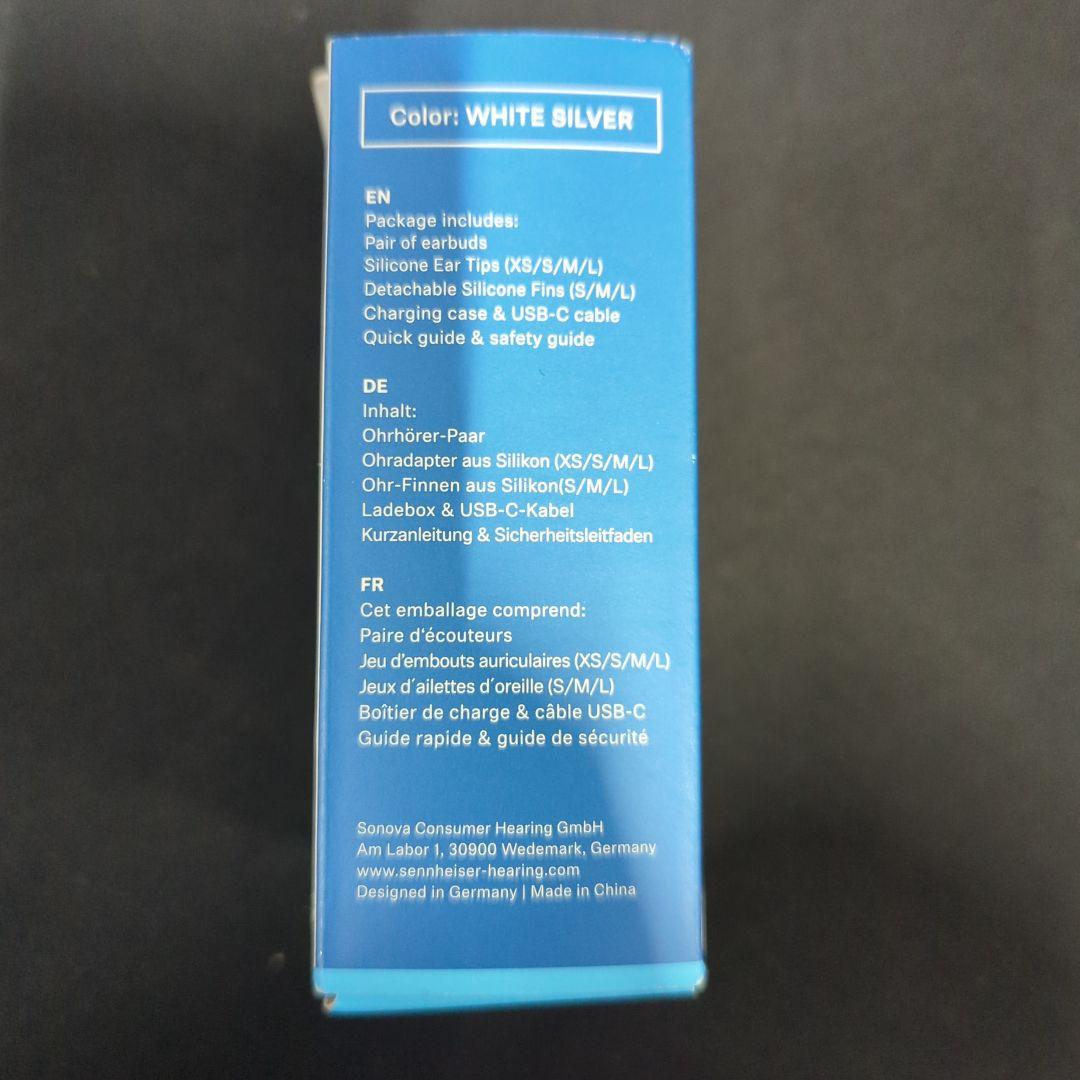 Color: WHITE SILVER
EN
Package includes:
Pair of earbuds
Silicone Ear Tips (XS/S/M/L)
Detachable Silicone Fins (S/M/L)
Charging case & USB-C cable
Quick guide & safety guide
DE
Inhalt:
Ohrhörer-Paar
Ohradapter aus Silikon (XS/S/M/L)
Ohr-Finnen aus Silikon(S/M/L)
Ladebox & USB-C-Kabel
Kurzanleitung & Sicherheitsleitfaden
FR
Cet emballage comprend:
Paire d‘écouteurs
Jeu d’embouts auriculaires (XS/S/M/L)
Jeux d´ailettes d´oreille (S/M/L)
Boîtier de charge & câble USB-C
Guide rapide & guide de sécurité
Sonova Consumer Hearing GmbH
Am Labor 1, 30900 Wedemark, Germany
www.sennheiser-hearing.com
Designed in Germany | Made in China